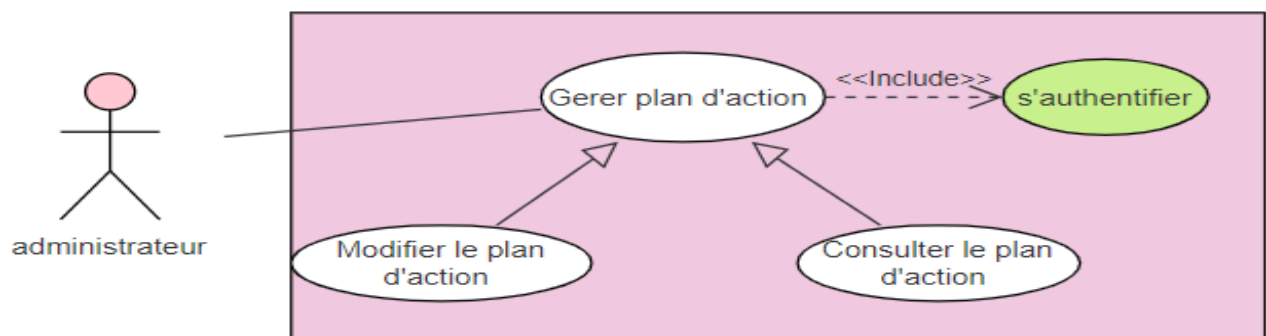 <<Include>>
Gerer plan d'action
s'authentifier
administrateur
Modifier le plan
d'action
Consulter le plan
d'action